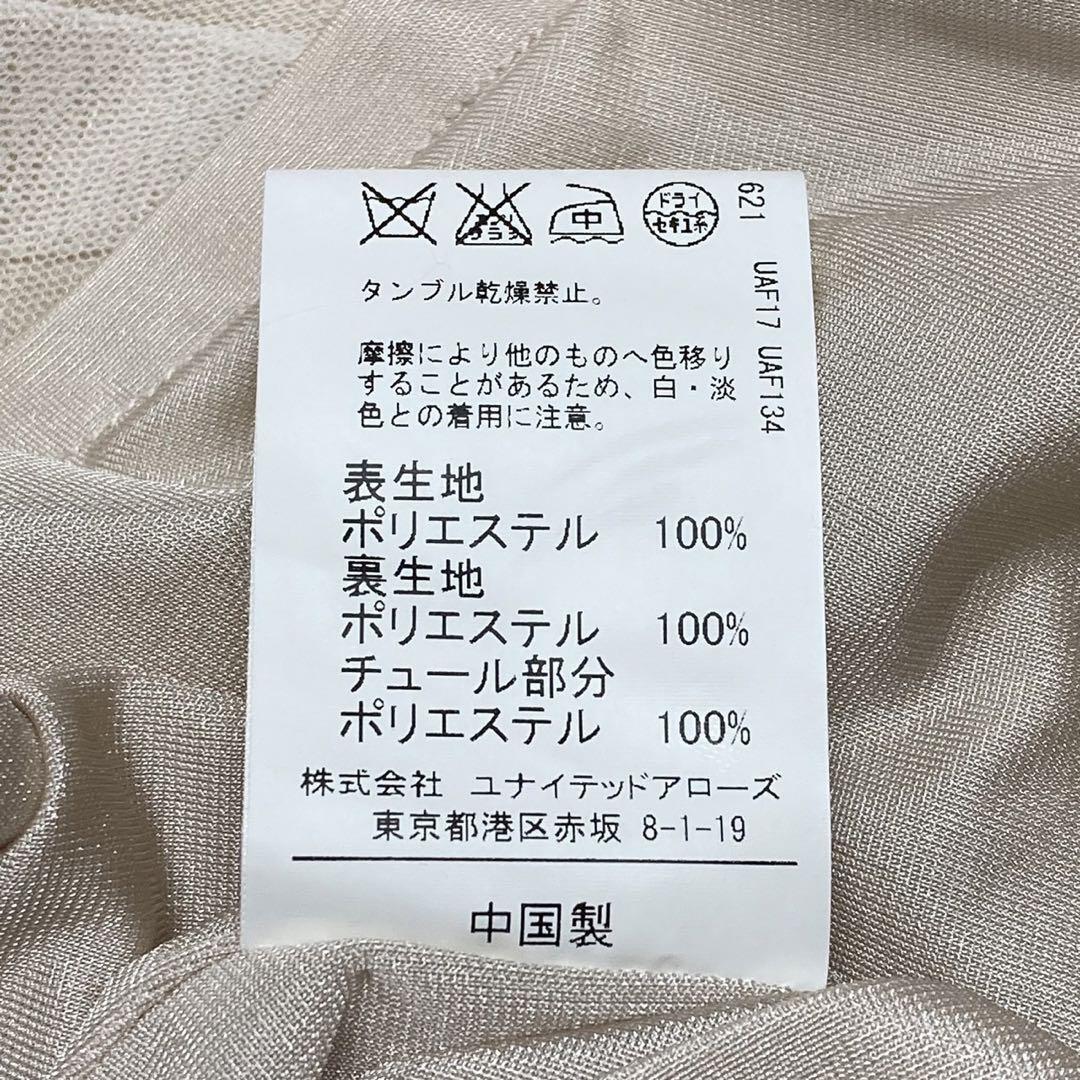 中 ドライ セキユ系
タンブル乾燥禁止。
摩擦により他のものへ色移り
することがあるため、白・淡
色との着用に注意。
表生地
ポリエステル 100%
裏生地
ポリエステル 100%
チュール部分
ポリエステル 100%
株式会社 ユナイテッドアローズ
東京都港区赤坂 8-1-19
中国製
621 UAF17 UAF134